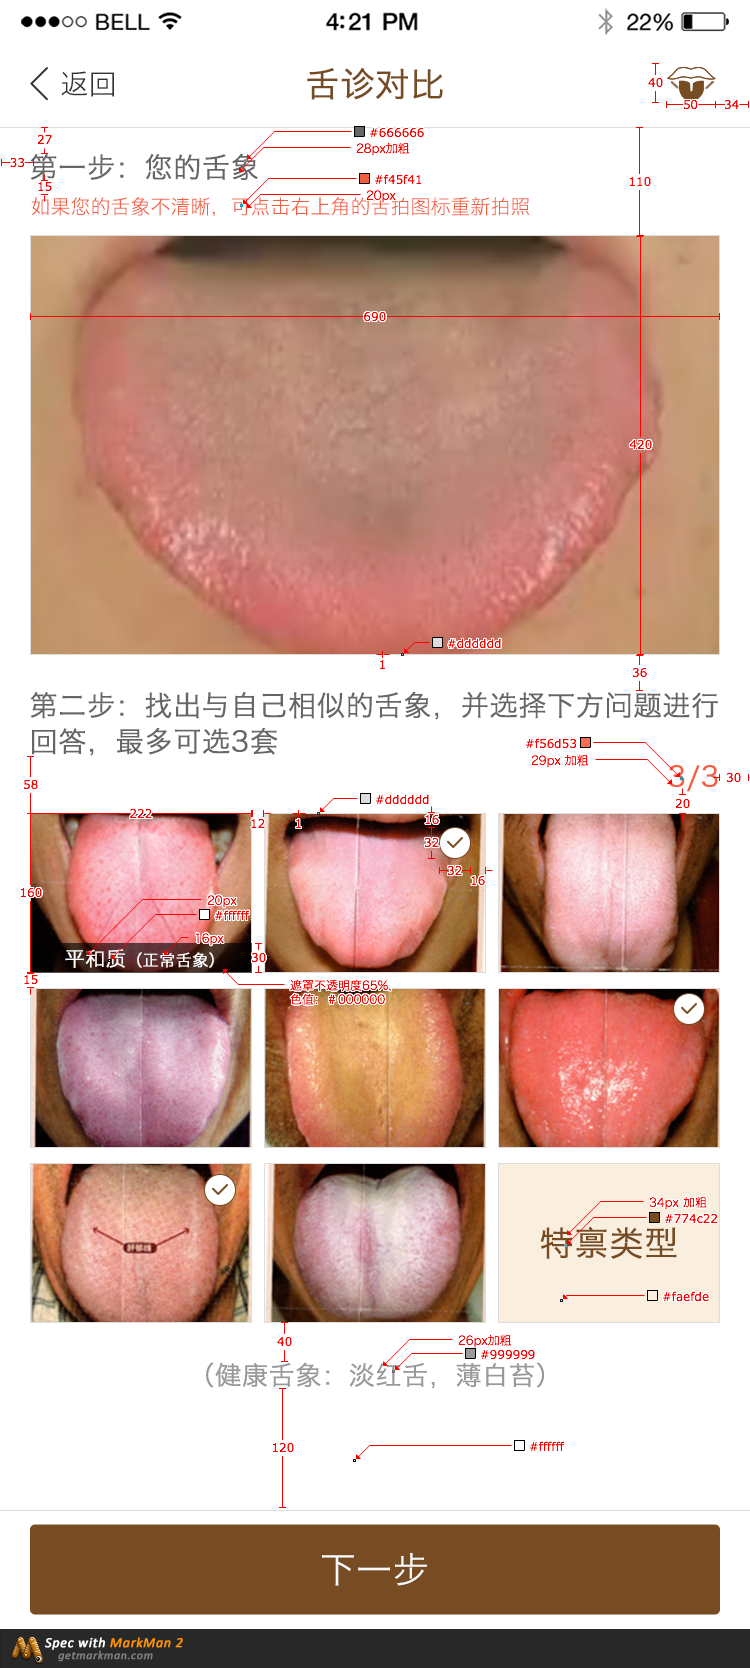 BELL 4:21 PM 22%
返回 舌诊对比
40
50 34
27
#666666
28px加粗
33
第一步：您的舌象
110
#f45f41
15
20px
如果您的舌象不清晰，可点击右上角的舌拍图标重新拍照
690
420
#dddddd
1
36
第二步：找出与自己相似的舌象，并选择下方问题进行
回答，最多可选3套
#f56d53
29px 加粗
3/3
30
58
20
#dddddd
222
12
1
16
32
32
16
160
20px
#ffffff
16px
30
平和质（正常舌象）
15
遮罩不透明度65%，
色值：#000000
34px 加粗
#774c22
特禀类型
#faefde
40
26px加粗
#999999
（健康舌象：淡红舌，薄白苔）
120
#ffffff
下一步
Spec with MarkMan 2
getmarkman.com